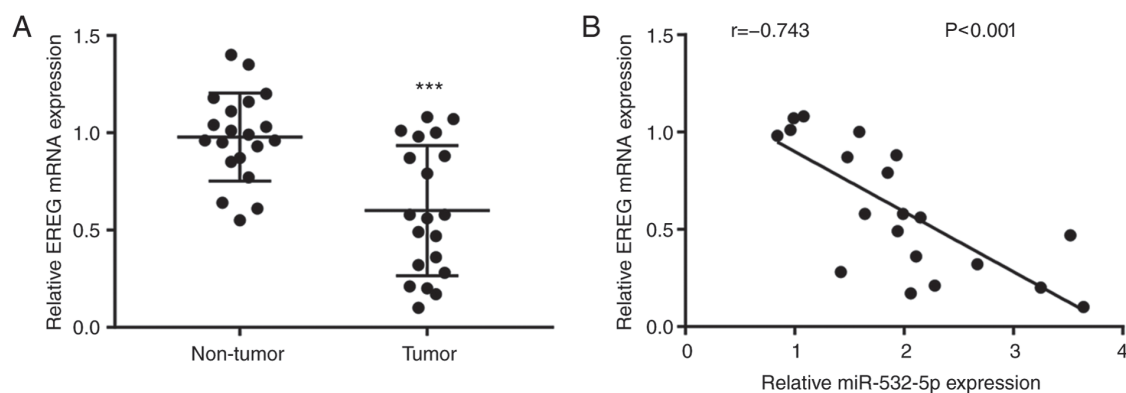 A
Relative EREG mRNA expression
1.5
1.0
0.5
0.0
***
Non-tumor
Tumor
B
r=−0.743
P<0.001
Relative EREG mRNA expression
1.5
1.0
0.5
0.0
0
1
2
3
4
Relative miR-532-5p expression